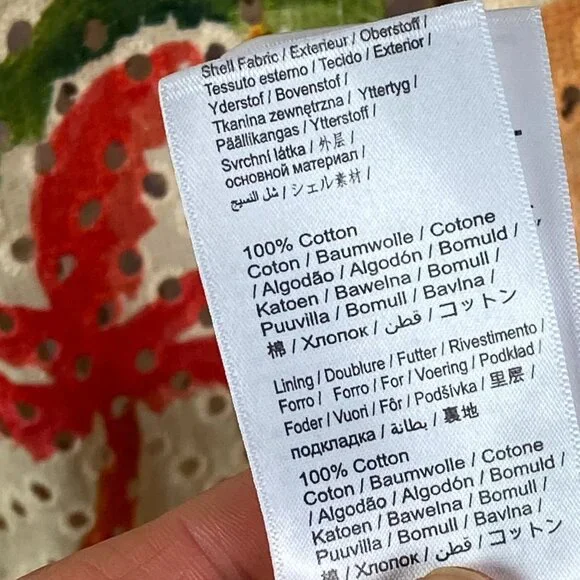 Shell Fabric / Exterieur / Oberstoff /
Tessuto esterno / Tecido / Exterior /
Yderstof / Bovenstof /
Tkanina zewnętrzna / Yttertyg /
Päällikangas / Ytterstoff /
Svrchní látka / 外层 /
основной материал /
شل النسيج / シェル素材 /
100% Cotton
Coton / Baumwolle / Cotone
/ Algodão / Algodón / Bomuld /
Katoen / Bawełna / Bomull /
Puuvilla / Bomull / Bavlna /
棉 / Хлопок / قطن / コットン
Lining / Doublure / Futter / Rivestimento /
Forro / Forro / For / Voering / Podklad /
Foder / Vuori / Fôr / Podšívka / 里层 /
подкладка / بطانة / 裏地
100% Cotton
Coton / Baumwolle / Cotone
/ Algodão / Algodón / Bomuld /
Katoen / Bawełna / Bomull /
Puuvilla / Bomull / Bavlna /
棉 / Хлопок / قطن / コットン